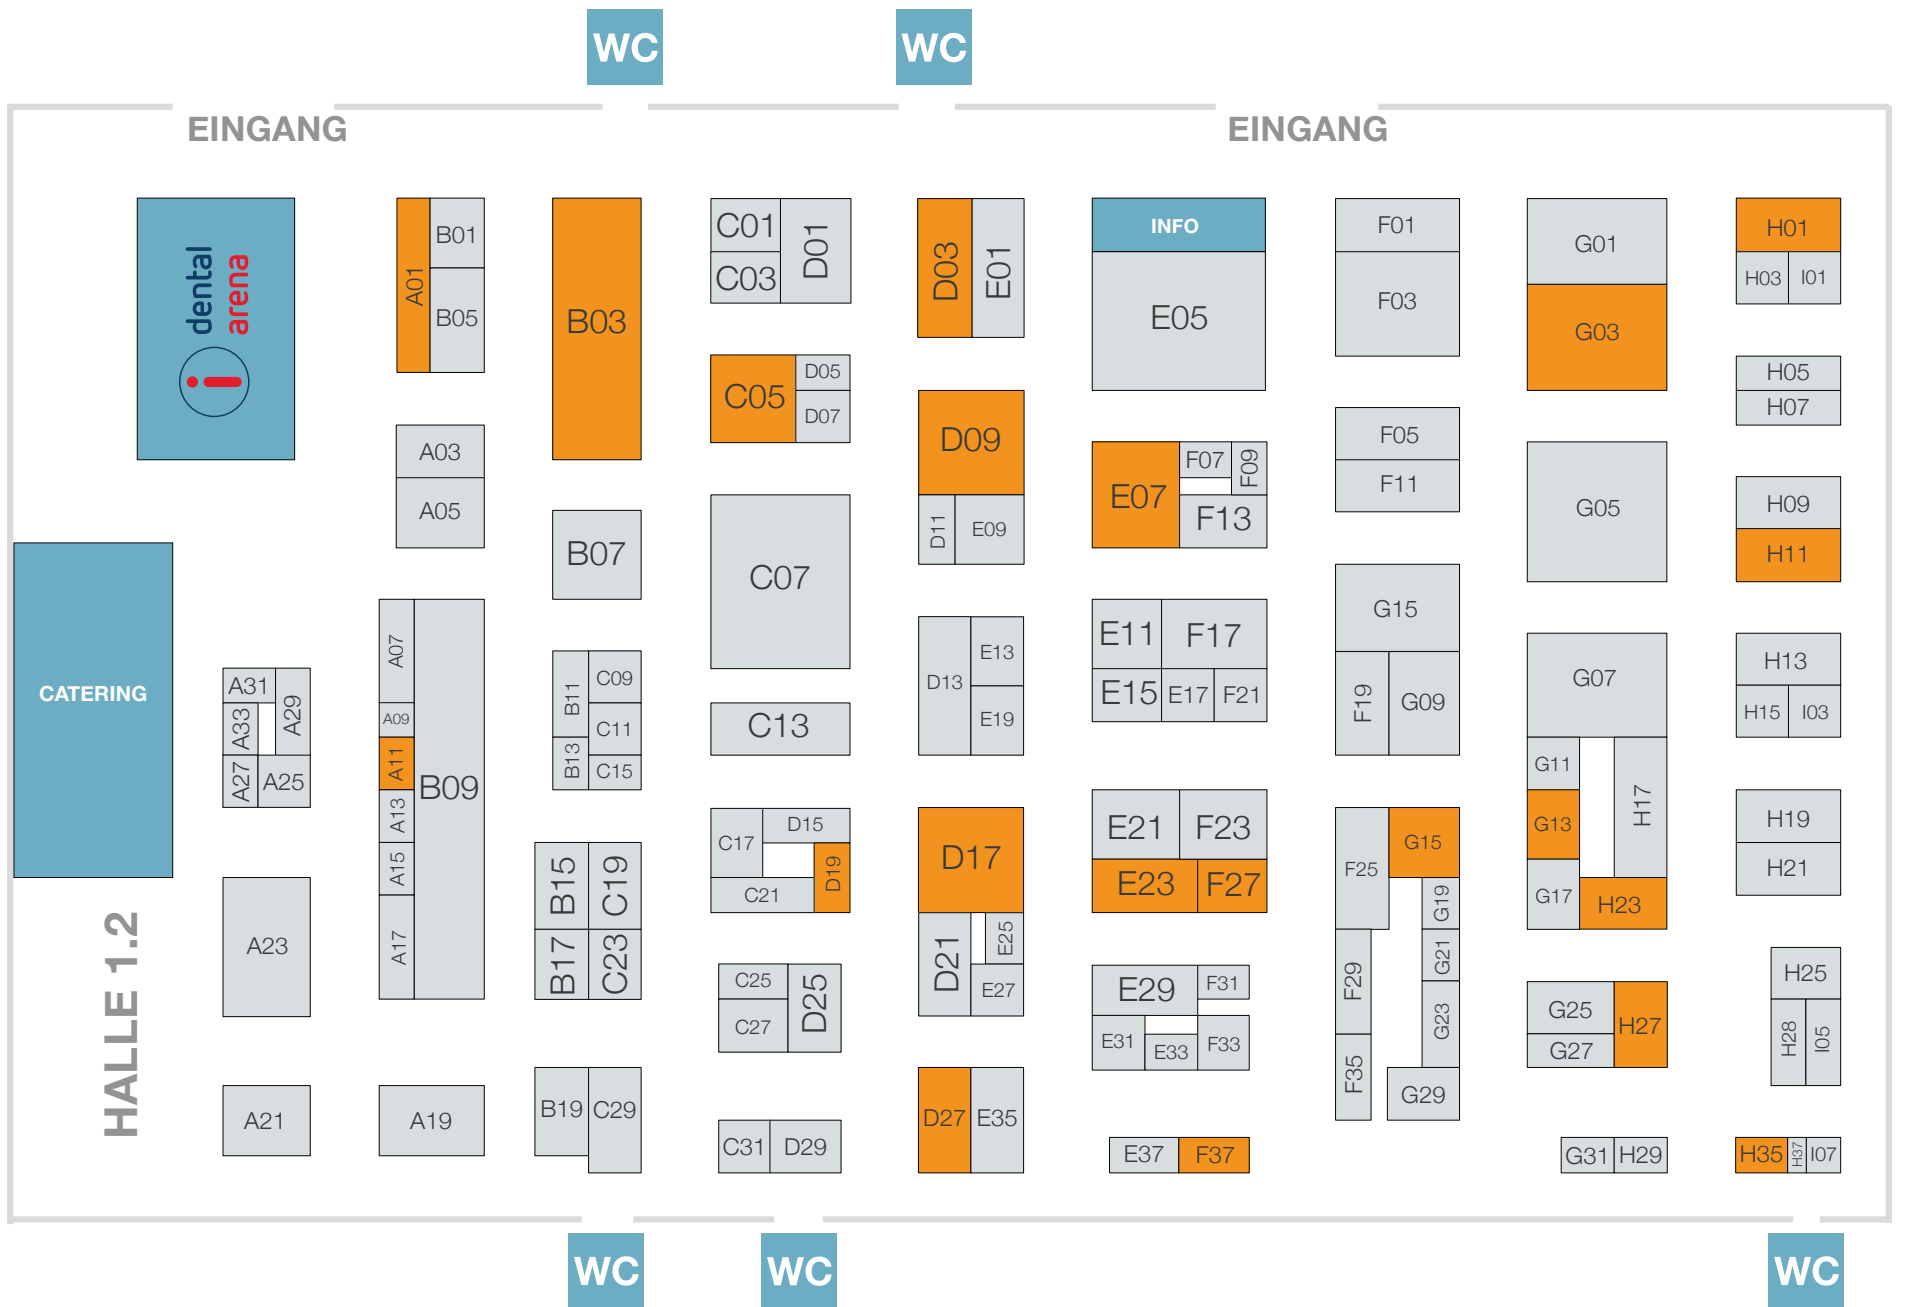 WC
WC
EINGANG
EINGANG
dental
arena
A01
B01
B05
B03
C01
C03
D01
D03
E01
INFO
E05
F01
F03
G01
G03
H01
H03
I01
C05
D05
D07
H05
H07
A03
A05
D09
D11
E09
E07
F07
F09
F13
F05
F11
G05
H09
H11
B07
C07
CATERING
A31
A33
A29
A27
A25
A07
A09
A11
A13
A15
A17
B09
B11
B13
C09
C11
C15
C13
D13
E13
E19
E11
F17
E15
E17
F21
G15
F19
G09
G07
G11
G13
G17
H17
H23
H13
H15
I03
H19
H21
HALLE 1.2
A23
B15
C19
B17
C23
C17
D15
D19
C21
D17
D21
E25
E27
E21
F23
E23
F27
F25
G15
G19
G21
G23
F29
F35
G29
C25
C27
D25
E29
F31
E31
E33
F33
G25
G27
H27
H25
H28
I05
A21
A19
B19
C29
C31
D29
D27
E35
E37
F37
G31
H29
H35
H37
I07
WC
WC
WC